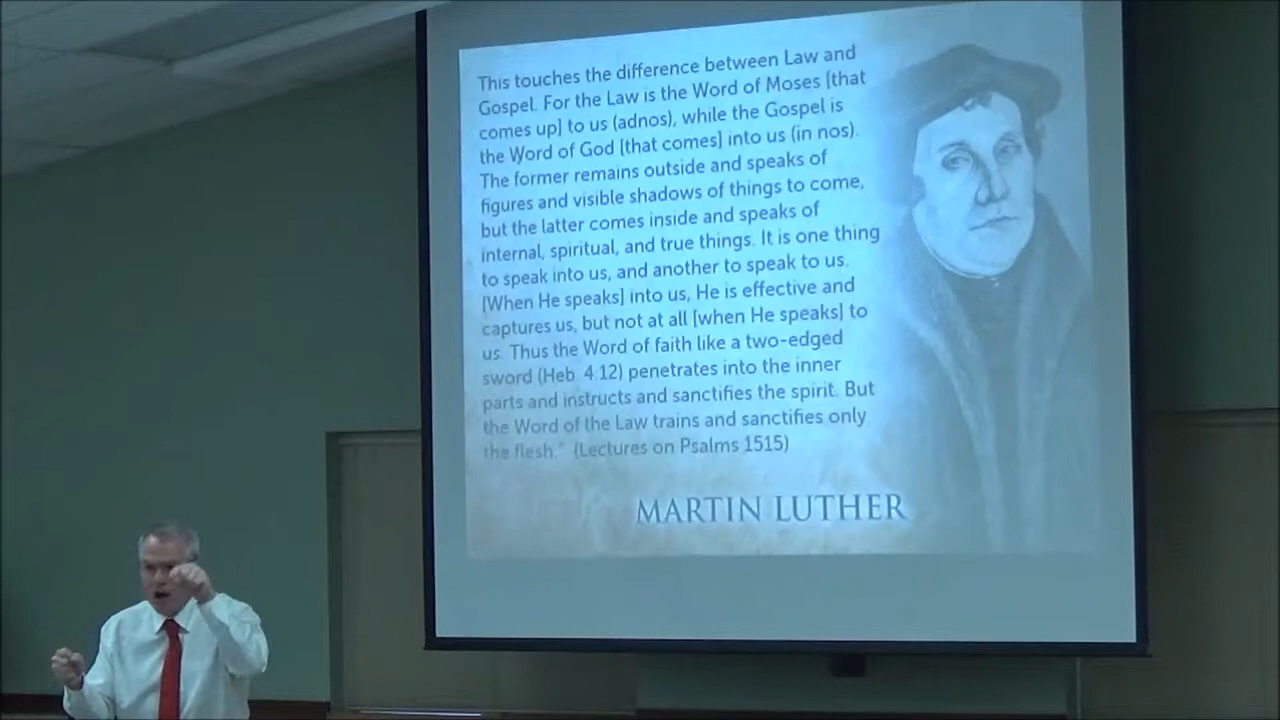 This touches the difference between Law and
Gospel. For the Law is the Word of Moses [that
comes up] to us (adnos), while the Gospel is
the Word of God [that comes] into us (in nos).
The former remains outside and speaks of
figures and visible shadows of things to come,
but the latter comes inside and speaks of
internal, spiritual, and true things. It is one thing
to speak into us, and another to speak to us.
[When He speaks] into us, He is effective and
captures us, but not at all [when He speaks] to
us. Thus the Word of faith like a two-edged
sword (Heb. 4.12) penetrates into the inner
parts and instructs and sanctifies the spirit. But
the Word of the Law trains and sanctifies only
the flesh." (Lectures on Psalms 1515)
MARTIN LUTHER